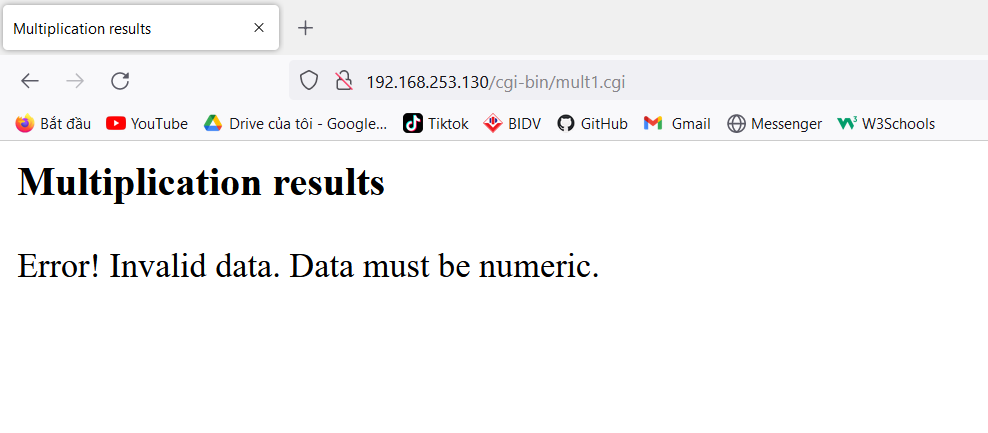 Multiplication results
192.168.253.130/cgi-bin/mult1.cgi
Bắt đầu YouTube Drive của tôi - Google... Tiktok BIDV GitHub Gmail Messenger W3Schools
Multiplication results
Error! Invalid data. Data must be numeric.